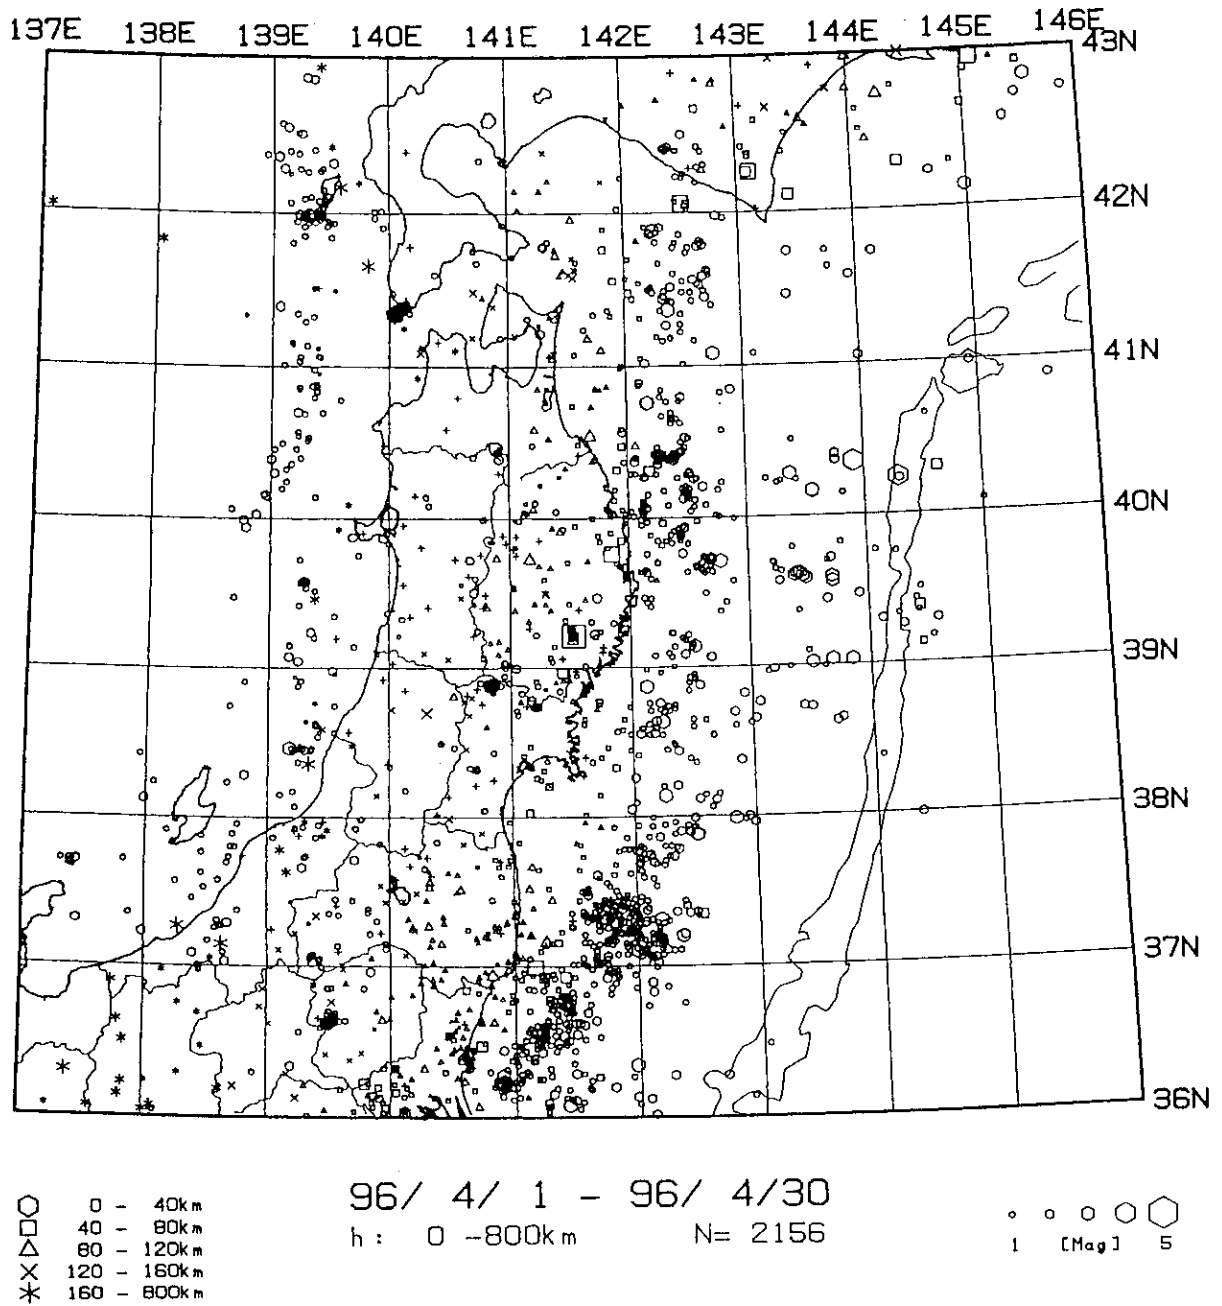 137E 138E 139E 140E 141E 142E 143E 144E 145E 146E
43N
42N
41N
40N
39N
38N
37N
36N
96/ 4/ 1 - 96/ 4/30
h: 0 -800km N= 2156
0 - 40km
40 - 80km
80 - 120km
120 - 160km
160 - 800km
1 [Mag] 5